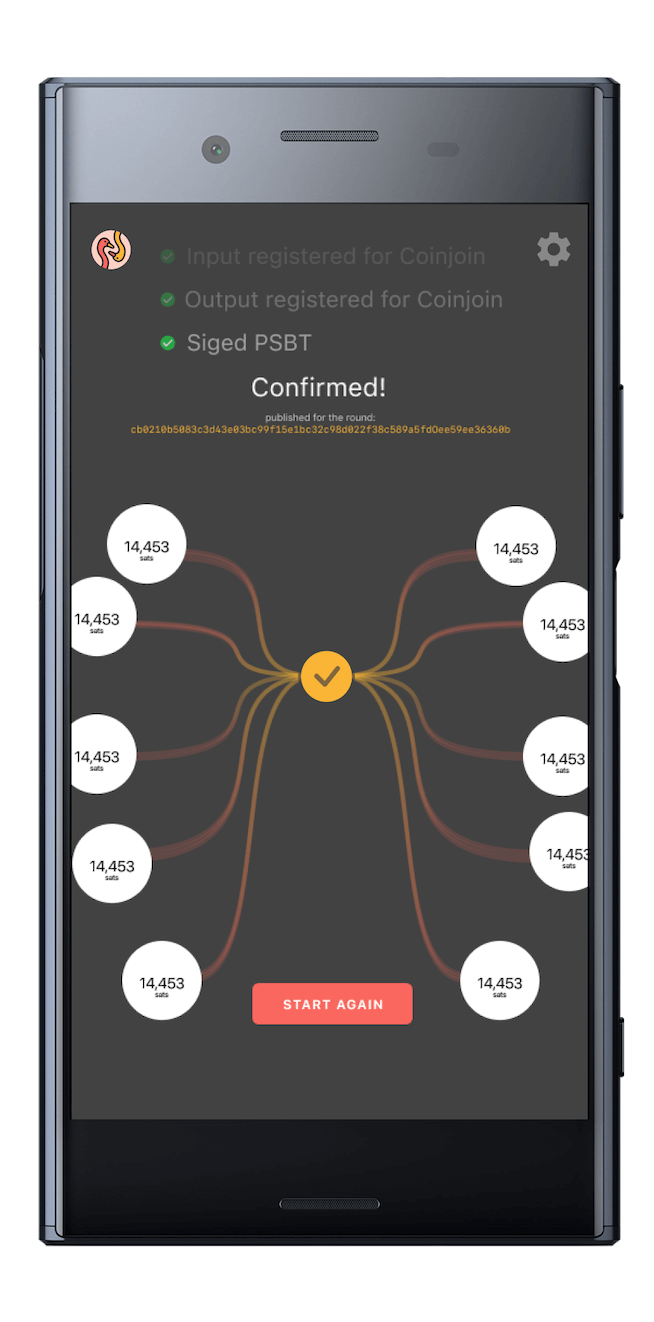 Input registered for Coinjoin
Output registered for Coinjoin
Siged PSBT
Confirmed!
published for the round:
cb0210b5083c3d43e03bc99f15e1bc32c98d022f38c589a5fd0ee59ee36360b
14,453
sats
14,453
sats
14,453
sats
14,453
sats
14,453
sats
14,453
sats
14,453
sats
14,453
sats
14,453
sats
14,453
sats
START AGAIN